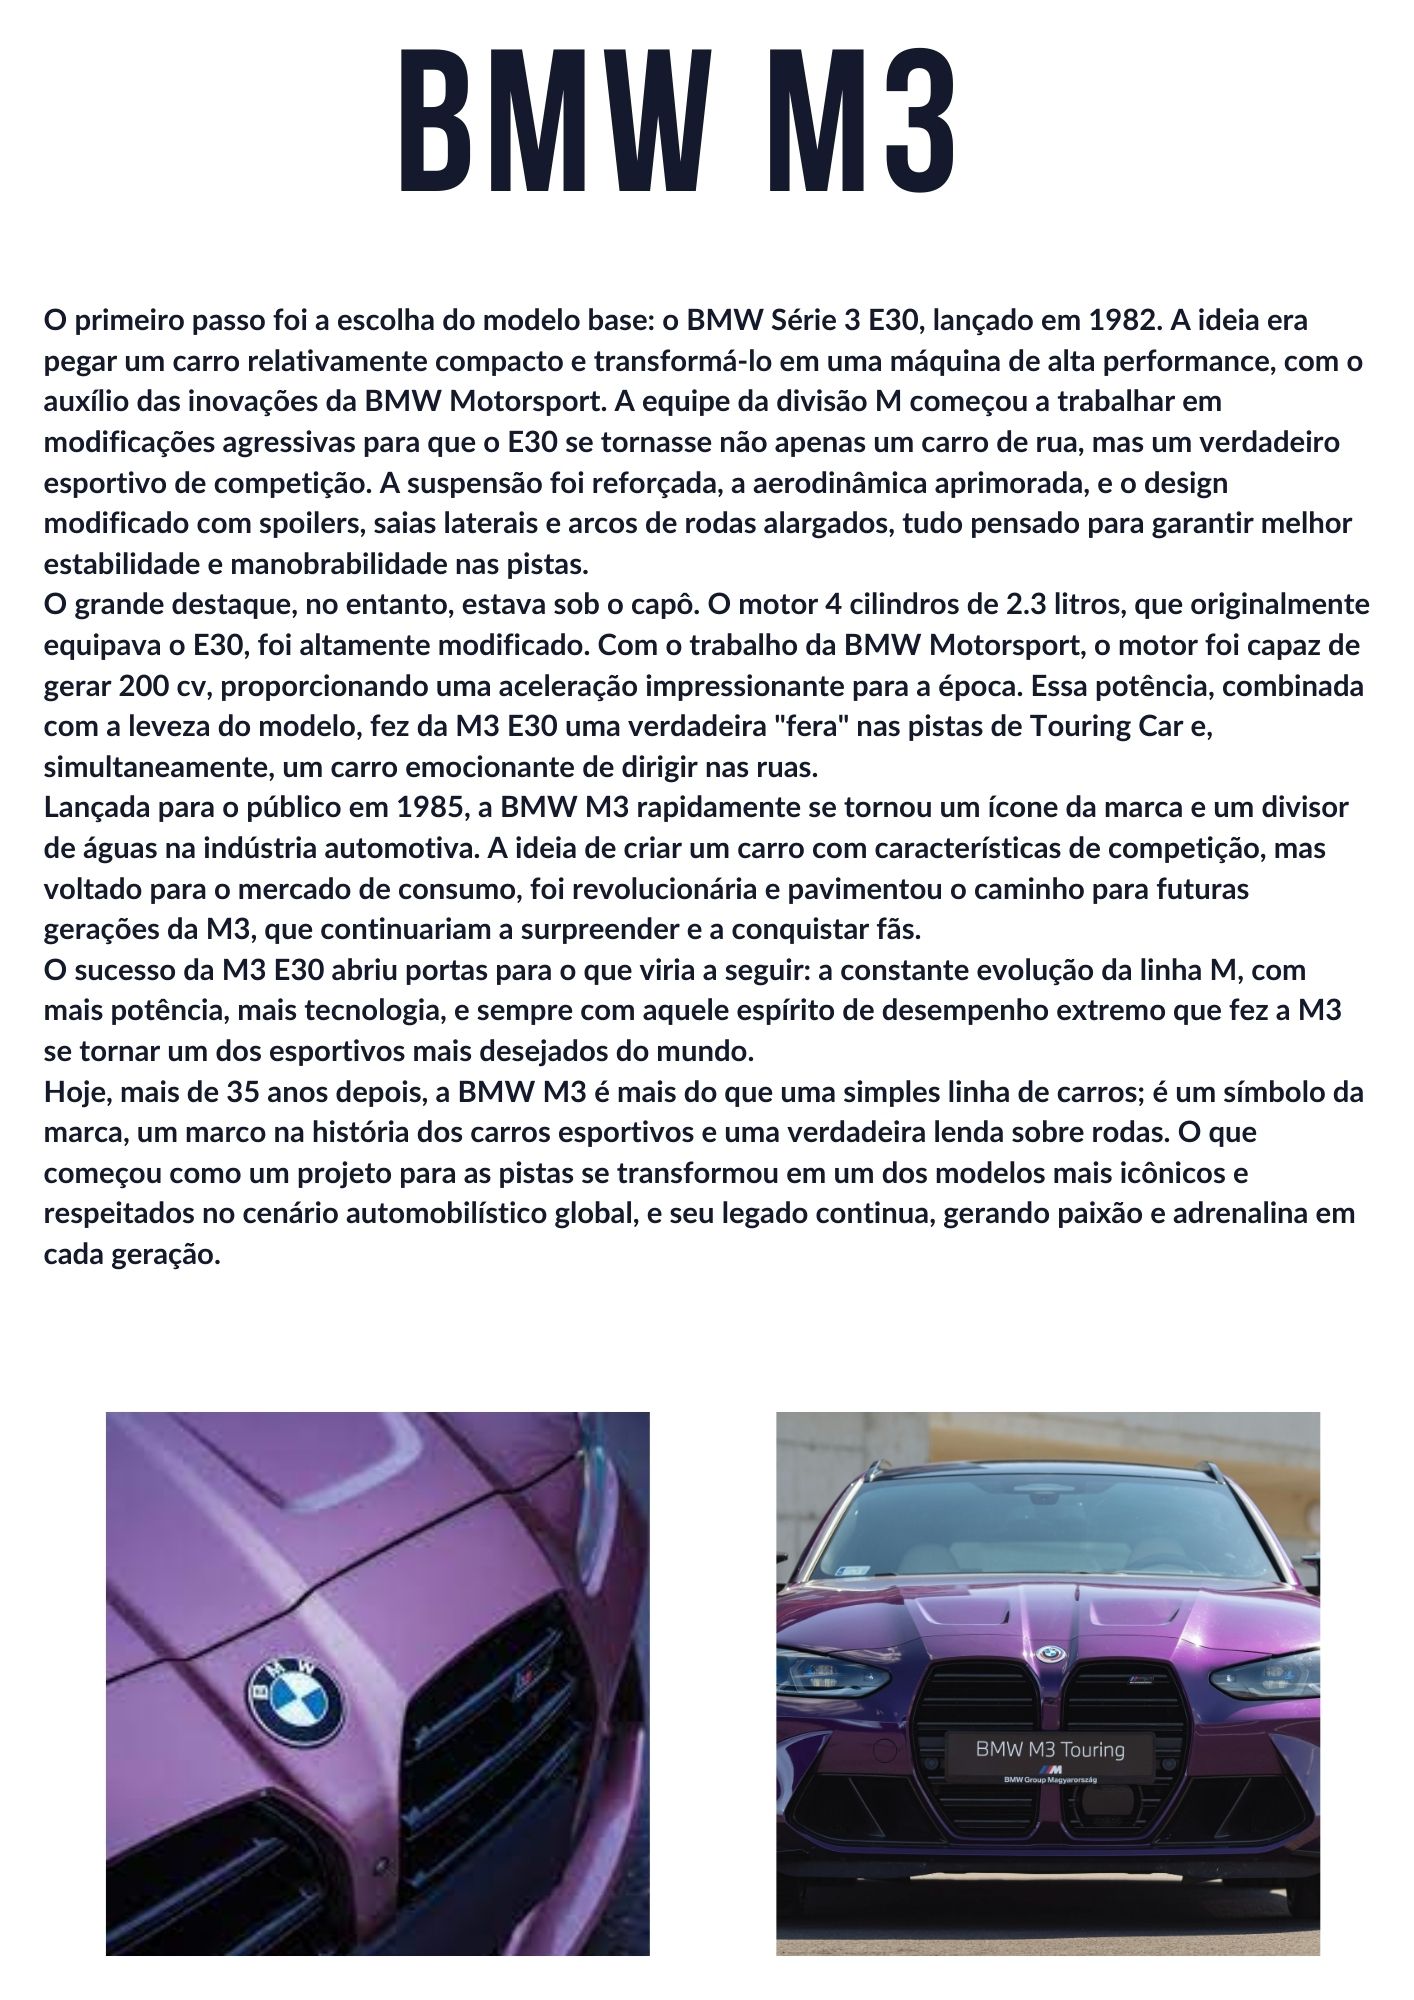 BMW M3
O primeiro passo foi a escolha do modelo base: o BMW Série 3 E30, lançado em 1982. A ideia era
pegar um carro relativamente compacto e transformá-lo em uma máquina de alta performance, com o
auxílio das inovações da BMW Motorsport. A equipe da divisão M começou a trabalhar em
modificações agressivas para que o E30 se tornasse não apenas um carro de rua, mas um verdadeiro
esportivo de competição. A suspensão foi reforçada, a aerodinâmica aprimorada, e o design
modificado com spoilers, saias laterais e arcos de rodas alargados, tudo pensado para garantir melhor
estabilidade e manobrabilidade nas pistas.
O grande destaque, no entanto, estava sob o capô. O motor 4 cilindros de 2.3 litros, que originalmente
equipava o E30, foi altamente modificado. Com o trabalho da BMW Motorsport, o motor foi capaz de
gerar 200 cv, proporcionando uma aceleração impressionante para a época. Essa potência, combinada
com a leveza do modelo, fez da M3 E30 uma verdadeira "fera" nas pistas de Touring Car e,
simultaneamente, um carro emocionante de dirigir nas ruas.
Lançada para o público em 1985, a BMW M3 rapidamente se tornou um ícone da marca e um divisor
de águas na indústria automotiva. A ideia de criar um carro com características de competição, mas
voltado para o mercado de consumo, foi revolucionária e pavimentou o caminho para futuras
gerações da M3, que continuariam a surpreender e a conquistar fãs.
O sucesso da M3 E30 abriu portas para o que viria a seguir: a constante evolução da linha M, com
mais potência, mais tecnologia, e sempre com aquele espírito de desempenho extremo que fez a M3
se tornar um dos esportivos mais desejados do mundo.
Hoje, mais de 35 anos depois, a BMW M3 é mais do que uma simples linha de carros; é um símbolo da
marca, um marco na história dos carros esportivos e uma verdadeira lenda sobre rodas. O que
começou como um projeto para as pistas se transformou em um dos modelos mais icônicos e
respeitados no cenário automobilístico global, e seu legado continua, gerando paixão e adrenalina em
cada geração.
BMW
BMW M3 Touring
M
BMW Group Magyarország